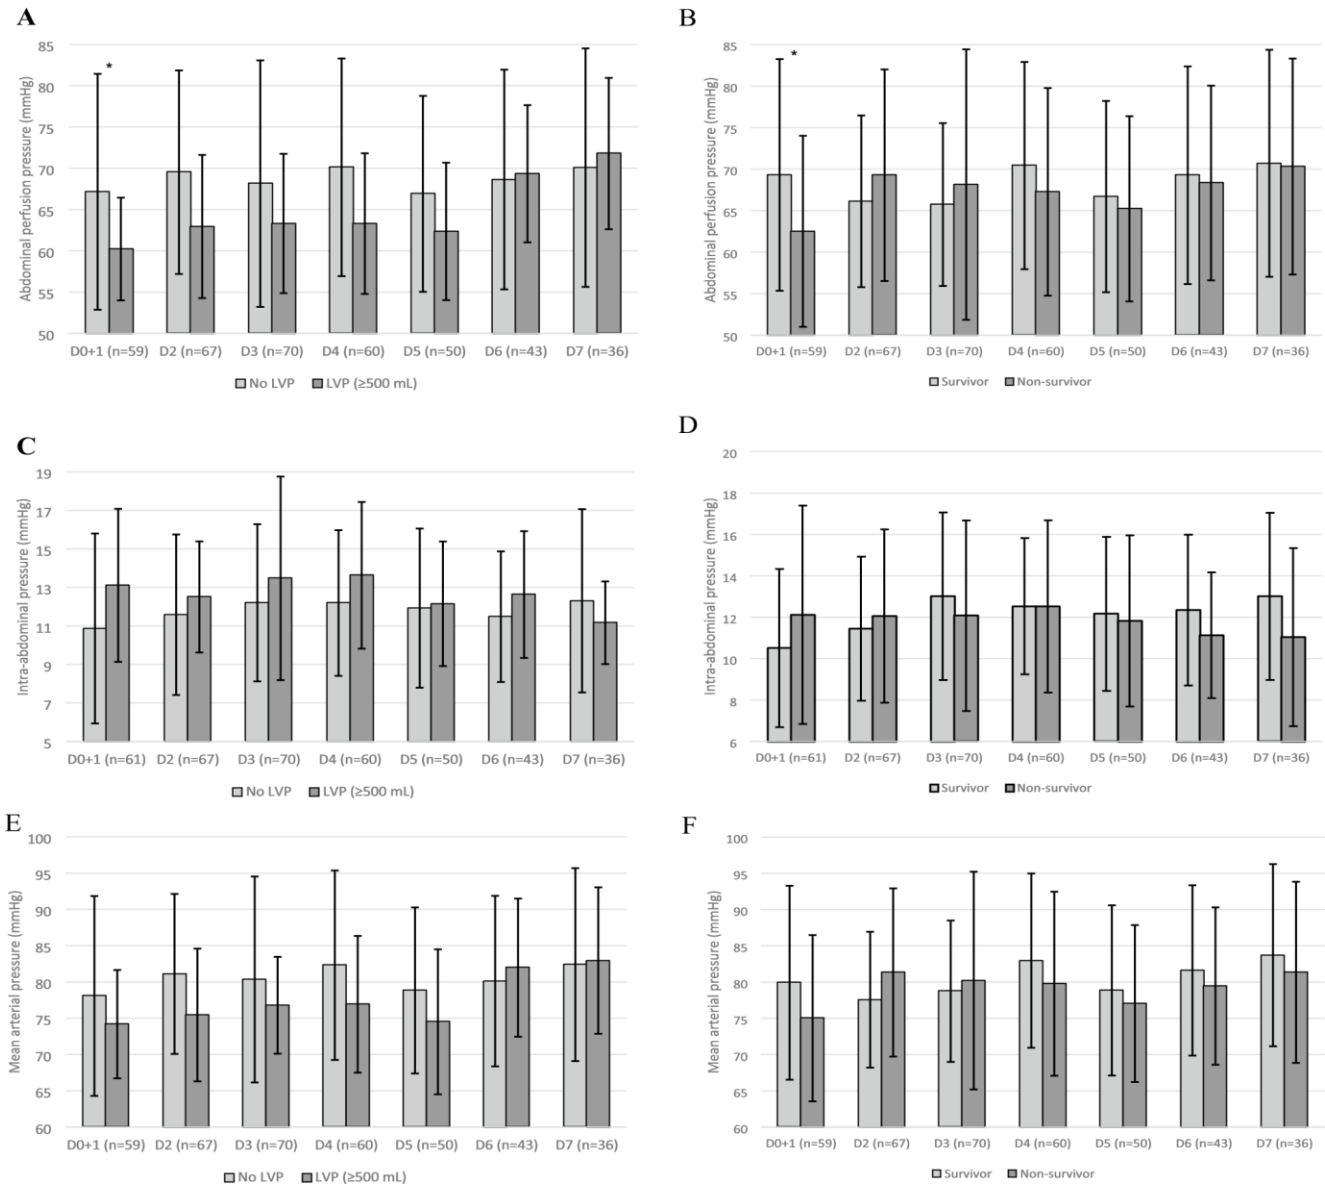 A
Abdominal perfusion pressure (mmHg)
85
80
75
70
65
60
55
50
*
D0+1 (n=59) D2 (n=67) D3 (n=70) D4 (n=60) D5 (n=50) D6 (n=43) D7 (n=36)
No LVP LVP (≥500 mL)
B
Abdominal perfusion pressure (mmHg)
85
80
75
70
65
60
55
50
*
D0+1 (n=59) D2 (n=67) D3 (n=70) D4 (n=60) D5 (n=50) D6 (n=43) D7 (n=36)
Survivor Non-survivor
C
Intra-abdominal pressure (mmHg)
19
17
15
13
11
9
7
5
D0+1 (n=61) D2 (n=67) D3 (n=70) D4 (n=60) D5 (n=50) D6 (n=43) D7 (n=36)
No LVP LVP (≥500 mL)
D
Intra-abdominal pressure (mmHg)
20
18
16
14
12
10
8
6
D0+1 (n=61) D2 (n=67) D3 (n=70) D4 (n=60) D5 (n=50) D6 (n=43) D7 (n=36)
Survivor Non-survivor
E
Mean arterial pressure (mmHg)
100
95
90
85
80
75
70
65
60
D0+1 (n=59) D2 (n=67) D3 (n=70) D4 (n=60) D5 (n=50) D6 (n=43) D7 (n=36)
No LVP LVP (≥500 mL)
F
Mean arterial pressure (mmHg)
100
95
90
85
80
75
70
65
60
D0+1 (n=59) D2 (n=67) D3 (n=70) D4 (n=60) D5 (n=50) D6 (n=43) D7 (n=36)
Survivor Non-survivor